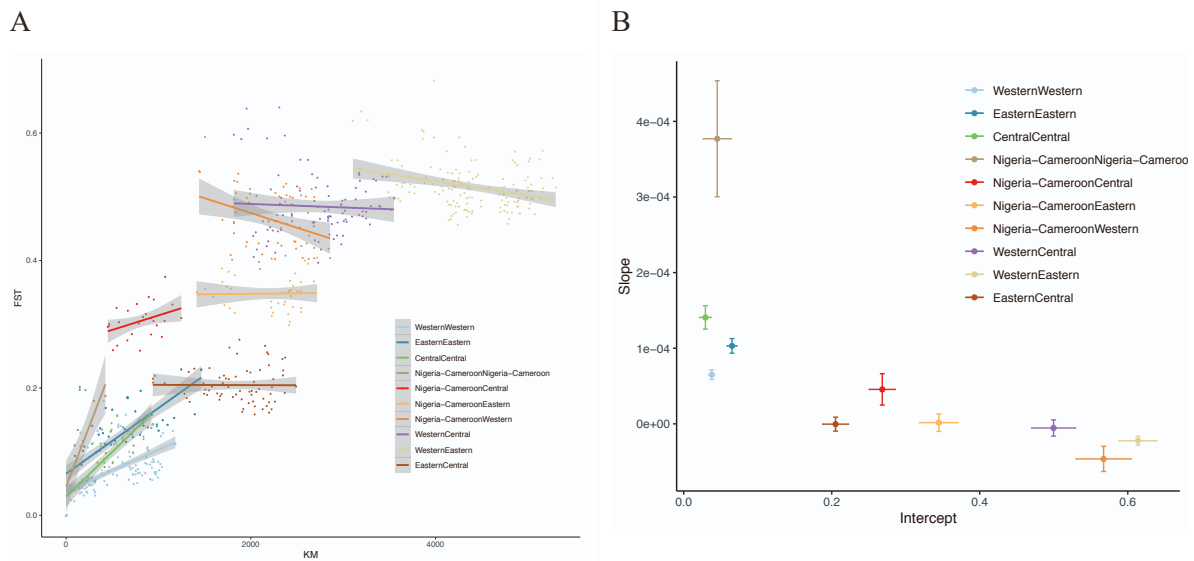 A
FST
0.6
0.4
0.2
0.0
0
2000
4000
KM
WesternWestern
EasternEastern
CentralCentral
Nigeria-CameroonNigeria-Cameroon
Nigeria-CameroonCentral
Nigeria-CameroonEastern
Nigeria-CameroonWestern
WesternCentral
WesternEastern
EasternCentral
B
Slope
4e-04
3e-04
2e-04
1e-04
0e+00
0.0
0.2
0.4
0.6
Intercept
WesternWestern
EasternEastern
CentralCentral
Nigeria-CameroonNigeria-Cameroo
Nigeria-CameroonCentral
Nigeria-CameroonEastern
Nigeria-CameroonWestern
WesternCentral
WesternEastern
EasternCentral